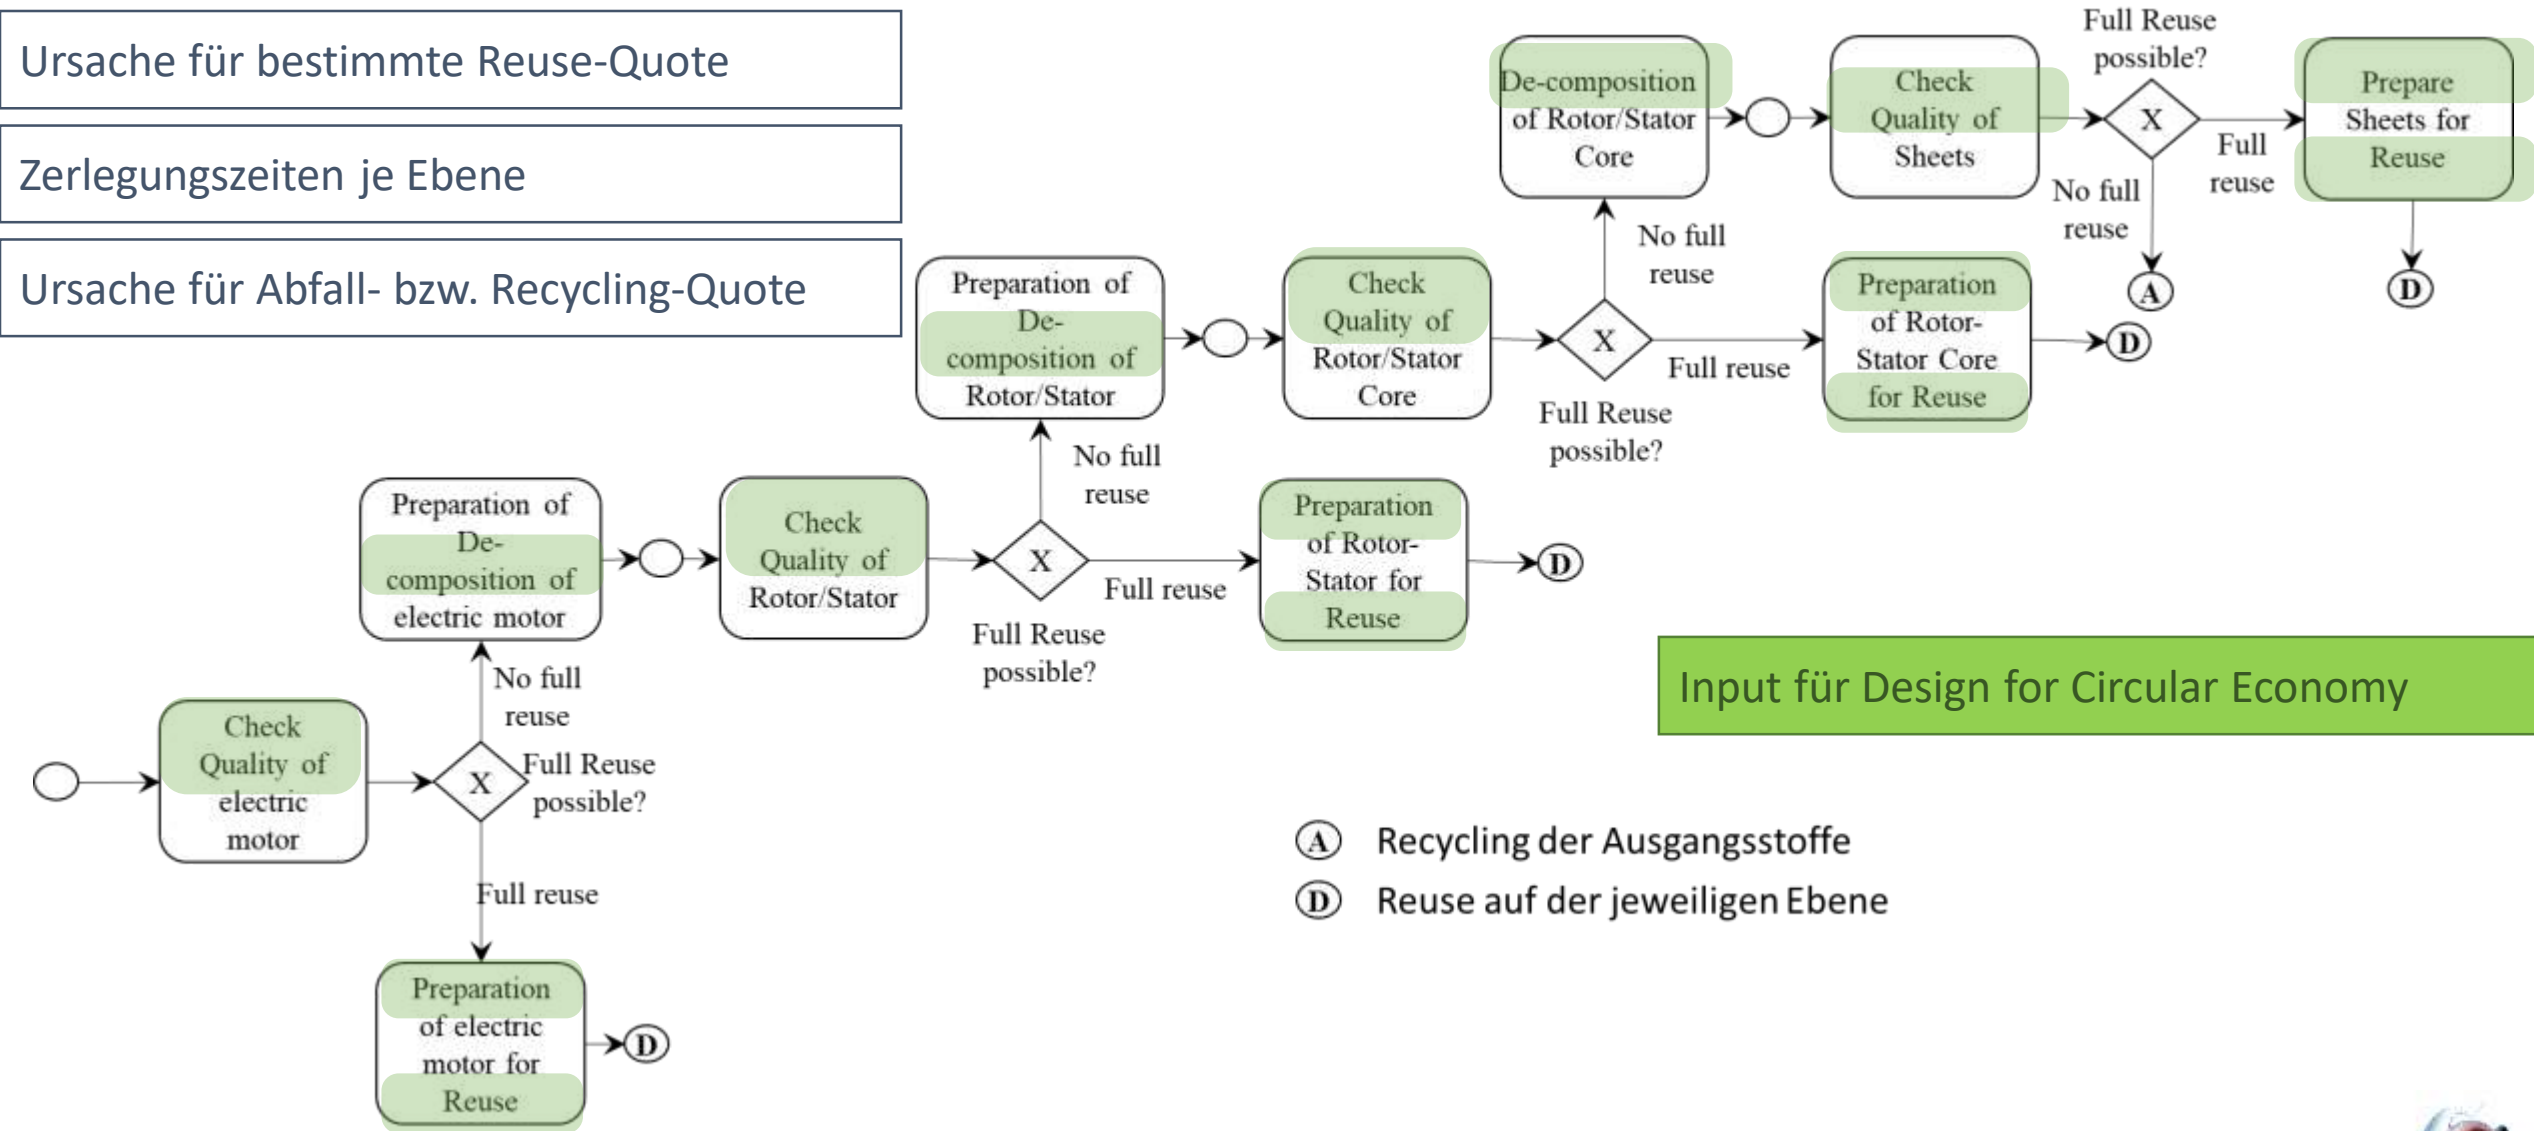 Ursache für bestimmte Reuse-Quote
Zerlegungszeiten je Ebene
Ursache für Abfall- bzw. Recycling-Quote
De-composition
of Rotor/Stator
Core
Check
Quality of
Sheets
Full Reuse
possible?
X
Full
reuse
No full
reuse
Prepare
Sheets for
Reuse
A
D
Preparation of
De-
composition of
Rotor/Stator
Check
Quality of
Rotor/Stator
Core
No full
reuse
X
Full reuse
Full Reuse
possible?
Preparation
of Rotor-
Stator Core
for Reuse
D
Preparation of
De-
composition of
electric motor
Check
Quality of
Rotor/Stator
No full
reuse
X
Full reuse
Full Reuse
possible?
Preparation
of Rotor-
Stator for
Reuse
D
Check
Quality of
electric
motor
No full
reuse
X
Full Reuse
possible?
Full reuse
Preparation
of electric
motor for
Reuse
D
Input für Design for Circular Economy
A Recycling der Ausgangsstoffe
D Reuse auf der jeweiligen Ebene